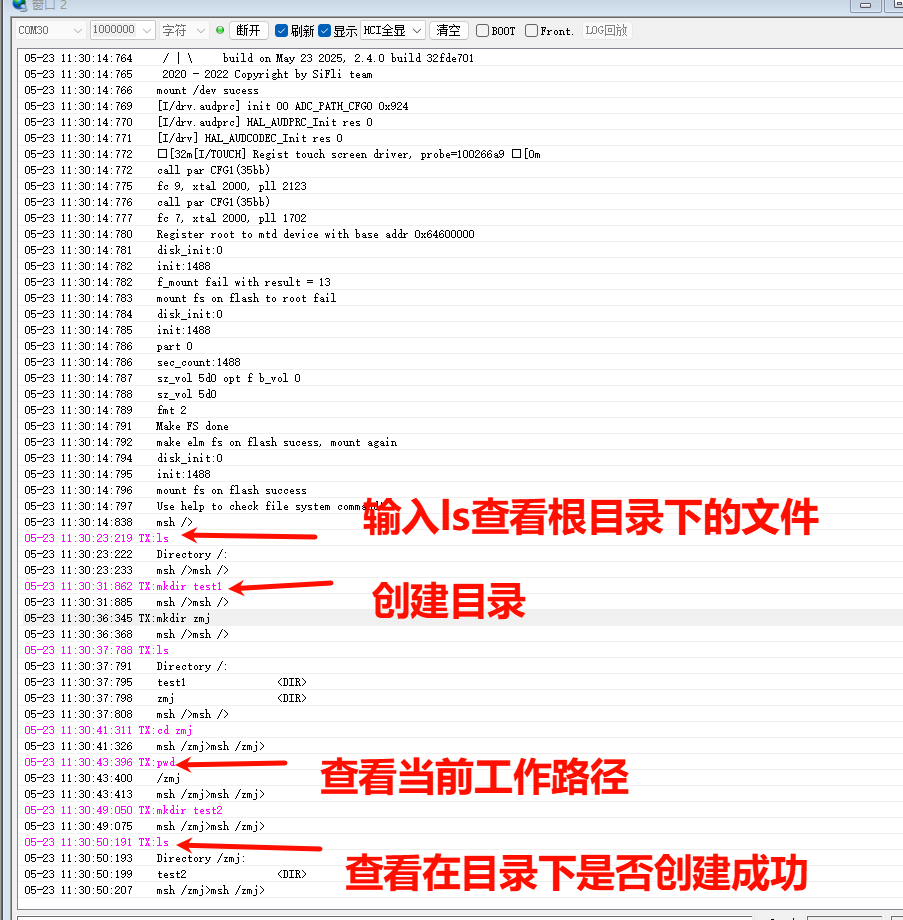 窗口 2
COM30 1000000 字符 断开 刷新 显示 HCI全显 清空 BOOT Front. LOG回放
05-23 11:30:14:764 / | \ build on May 23 2025, 2.4.0 build 32fde701
05-23 11:30:14:765 2020 - 2022 Copyright by SiFli team
05-23 11:30:14:766 mount /dev sucess
05-23 11:30:14:769 [I/drv.audprc] init 00 ADC_PATH_CFG0 0x924
05-23 11:30:14:770 [I/drv.audprc] HAL_AUDPRC_Init res 0
05-23 11:30:14:771 [I/drv] HAL_AUDCODEC_Init res 0
05-23 11:30:14:772 □[32m[I/TOUCH] Regist touch screen driver, probe=100266a9 □[0m
05-23 11:30:14:772 call par CFG1(35bb)
05-23 11:30:14:775 fc 9, xtal 2000, pll 2123
05-23 11:30:14:776 call par CFG1(35bb)
05-23 11:30:14:777 fc 7, xtal 2000, pll 1702
05-23 11:30:14:780 Register root to mtd device with base addr 0x64600000
05-23 11:30:14:781 disk_init:0
05-23 11:30:14:782 init:1488
05-23 11:30:14:782 f_mount fail with result = 13
05-23 11:30:14:783 mount fs on flash to root fail
05-23 11:30:14:784 disk_init:0
05-23 11:30:14:785 init:1488
05-23 11:30:14:786 part 0
05-23 11:30:14:786 sec_count:1488
05-23 11:30:14:787 sz_vol 5d0 opt f b_vol 0
05-23 11:30:14:788 sz_vol 5d0
05-23 11:30:14:789 fmt 2
05-23 11:30:14:791 Make FS done
05-23 11:30:14:792 make elm fs on flash sucess, mount again
05-23 11:30:14:794 disk_init:0
05-23 11:30:14:795 init:1488
05-23 11:30:14:796 mount fs on flash success
05-23 11:30:14:797 Use help to check file system command
输入ls查看根目录下的文件
05-23 11:30:14:838 msh />
05-23 11:30:23:219 TX:ls
05-23 11:30:23:222 Directory /:
05-23 11:30:23:233 msh />msh />
05-23 11:30:31:862 TX:mkdir test1
创建目录
05-23 11:30:31:885 msh />msh />
05-23 11:30:36:345 TX:mkdir zmj
05-23 11:30:36:368 msh />msh />
05-23 11:30:37:788 TX:ls
05-23 11:30:37:791 Directory /:
05-23 11:30:37:795 test1 <DIR>
05-23 11:30:37:798 zmj <DIR>
05-23 11:30:37:808 msh />msh />
05-23 11:30:41:311 TX:cd zmj
05-23 11:30:41:326 msh /zmj>msh /zmj>
05-23 11:30:43:396 TX:pwd
查看当前工作路径
05-23 11:30:43:400 /zmj
05-23 11:30:43:413 msh /zmj>msh /zmj>
05-23 11:30:49:050 TX:mkdir test2
05-23 11:30:49:075 msh /zmj>msh /zmj>
05-23 11:30:50:191 TX:ls
05-23 11:30:50:193 Directory /zmj:
查看在目录下是否创建成功
05-23 11:30:50:199 test2 <DIR>
05-23 11:30:50:207 msh /zmj>msh /zmj>